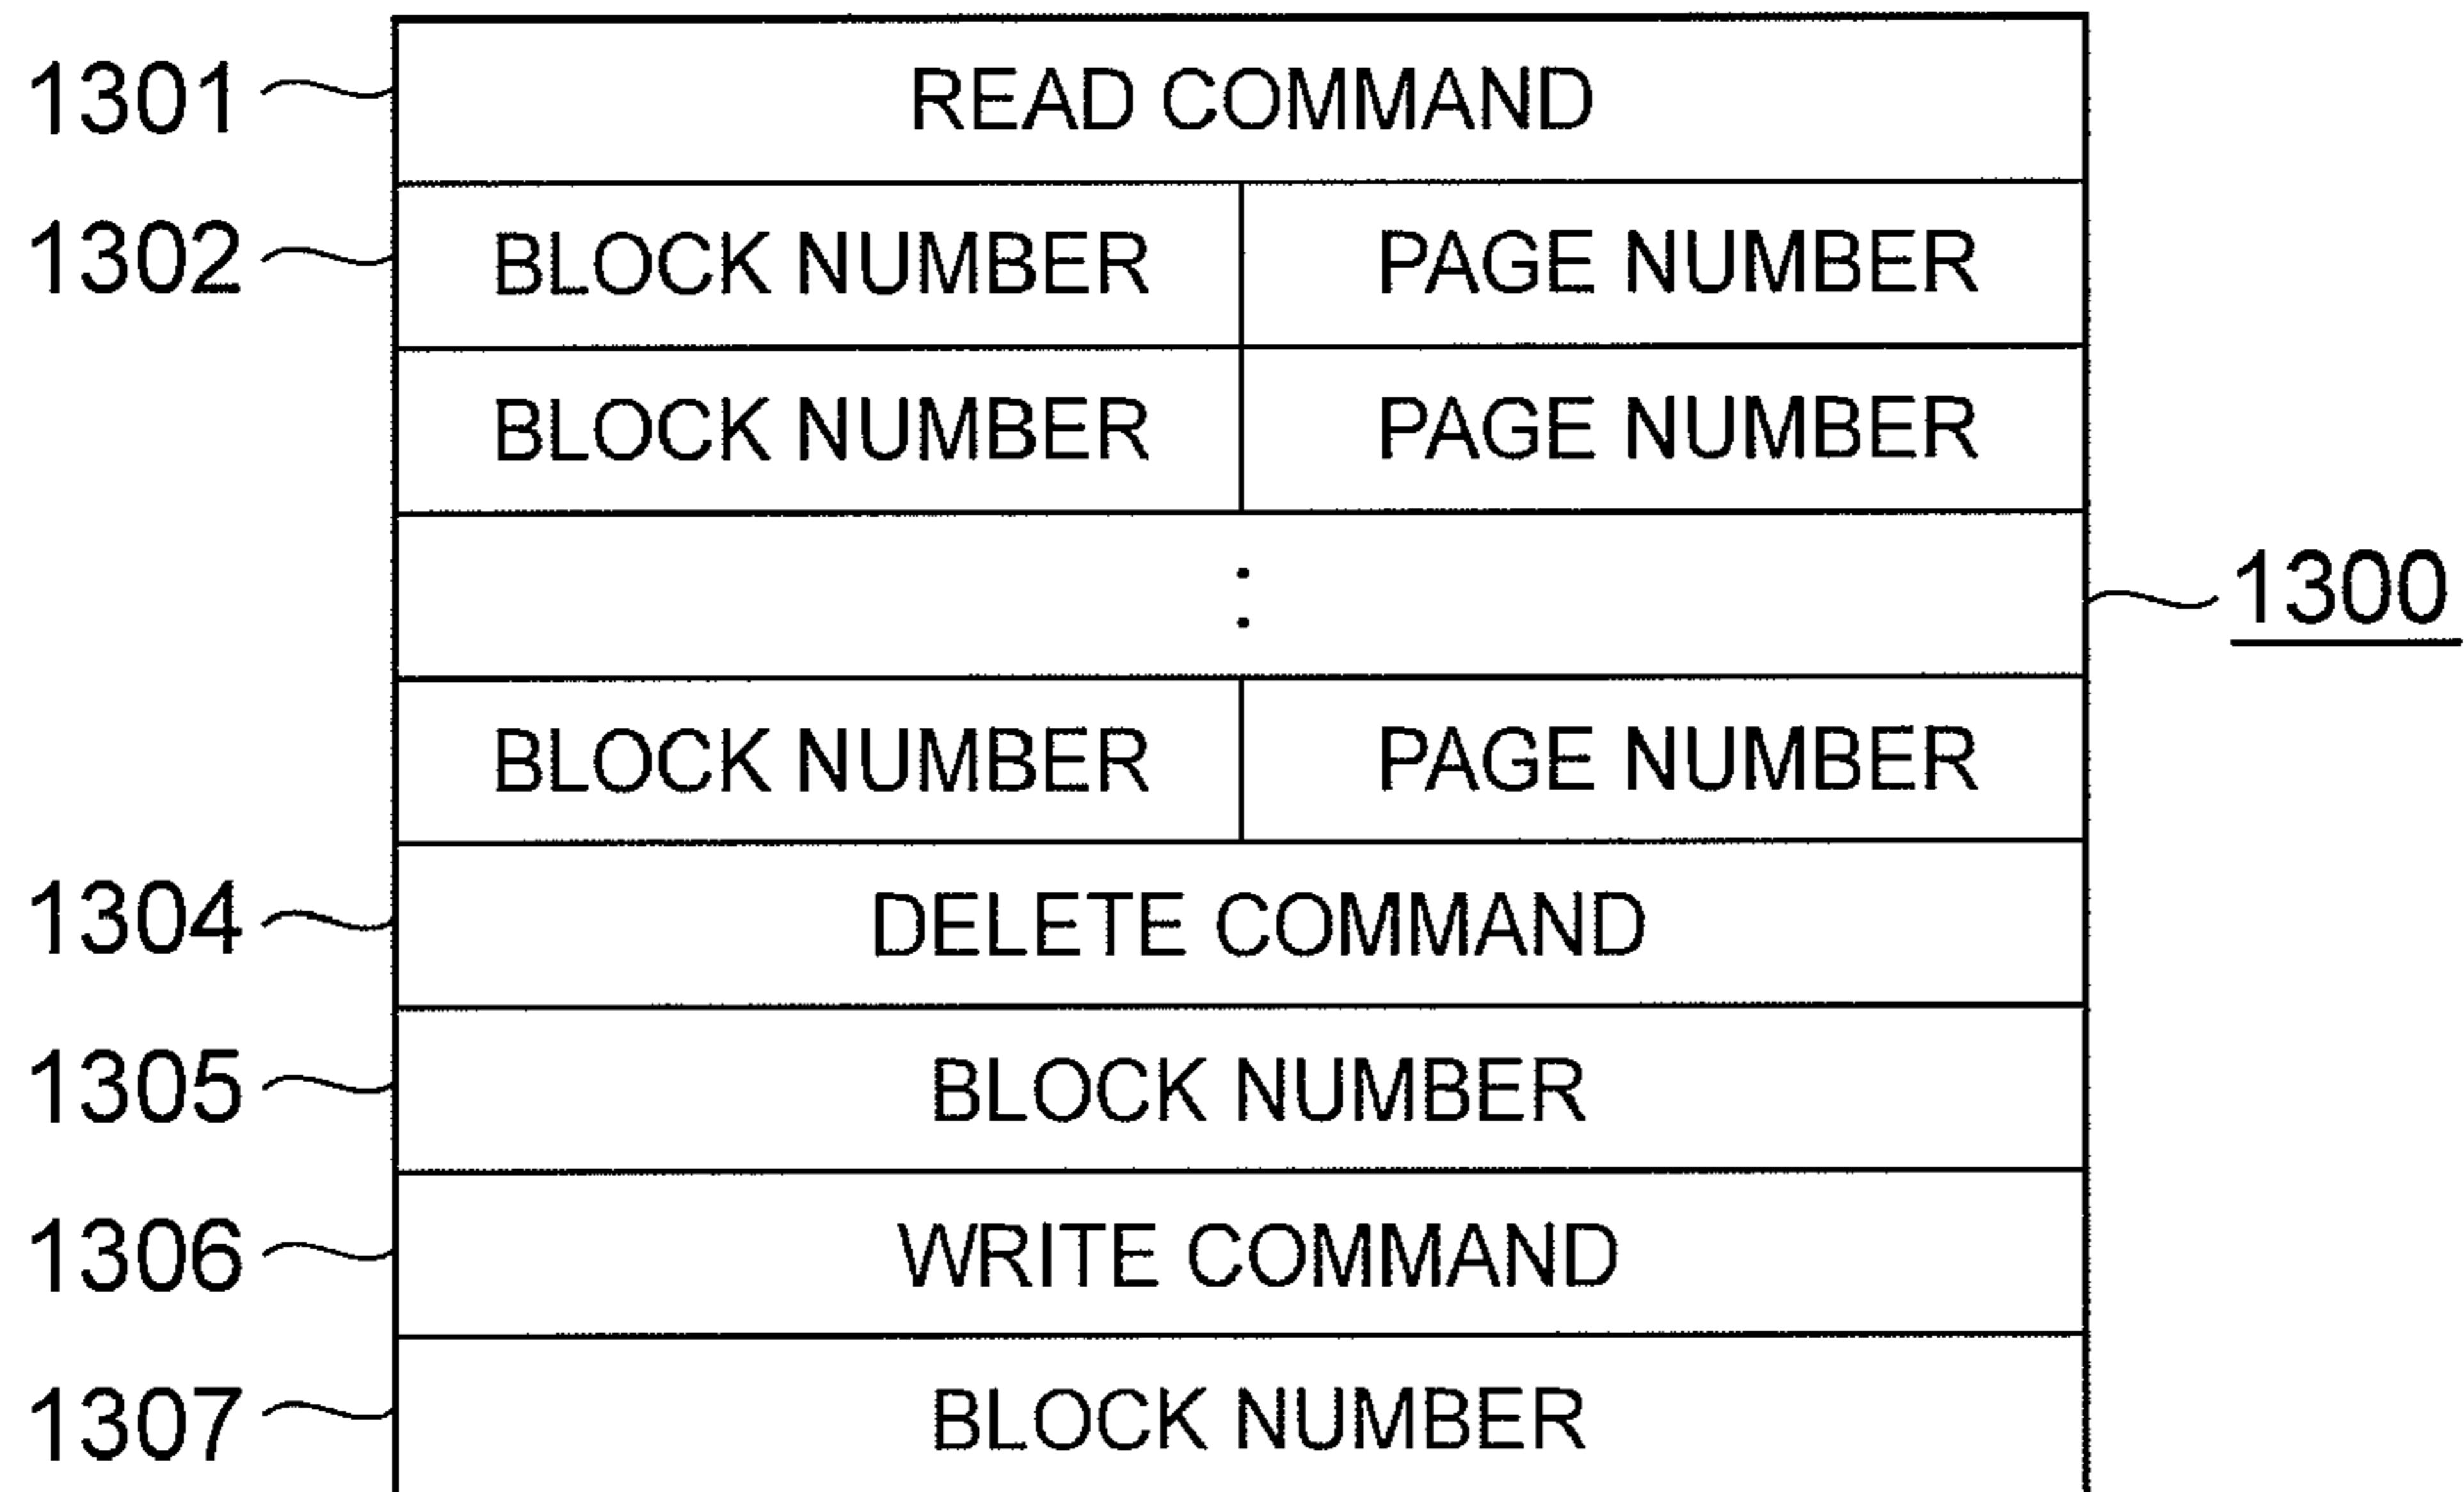 1301 READ COMMAND
1302 BLOCK NUMBER PAGE NUMBER
BLOCK NUMBER PAGE NUMBER
: 1300
BLOCK NUMBER PAGE NUMBER
1304 DELETE COMMAND
1305 BLOCK NUMBER
1306 WRITE COMMAND
1307 BLOCK NUMBER